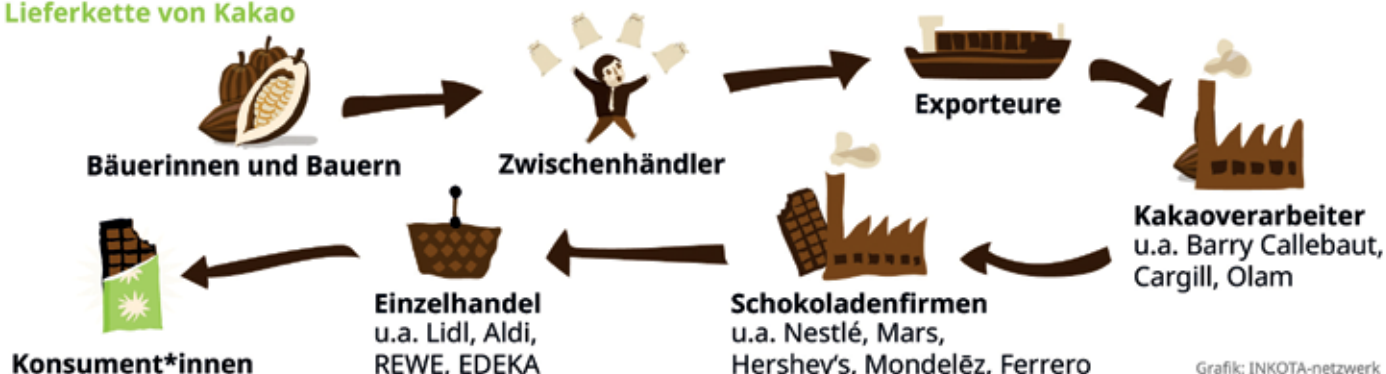 Lieferkette von Kakao
Bäuerinnen und Bauern
Zwischenhändler
Exporteure
Kakaoverarbeiter
u.a. Barry Callebaut,
Cargill, Olam
Schokoladenfirmen
u.a. Nestlé, Mars,
Hershey‘s, Mondelēz, Ferrero
Einzelhandel
u.a. Lidl, Aldi,
REWE, EDEKA
Konsument*innen
Grafik: INKOTA-netzwerk